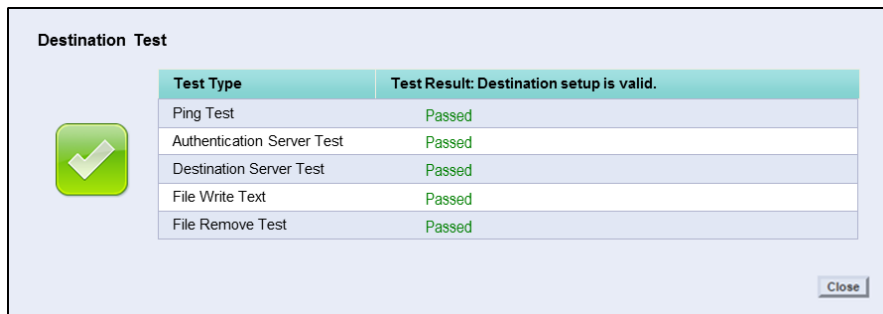 Destination Test
Test Type Test Result: Destination setup is valid.
Ping Test Passed
Authentication Server Test Passed
Destination Server Test Passed
File Write Text Passed
File Remove Test Passed
Close